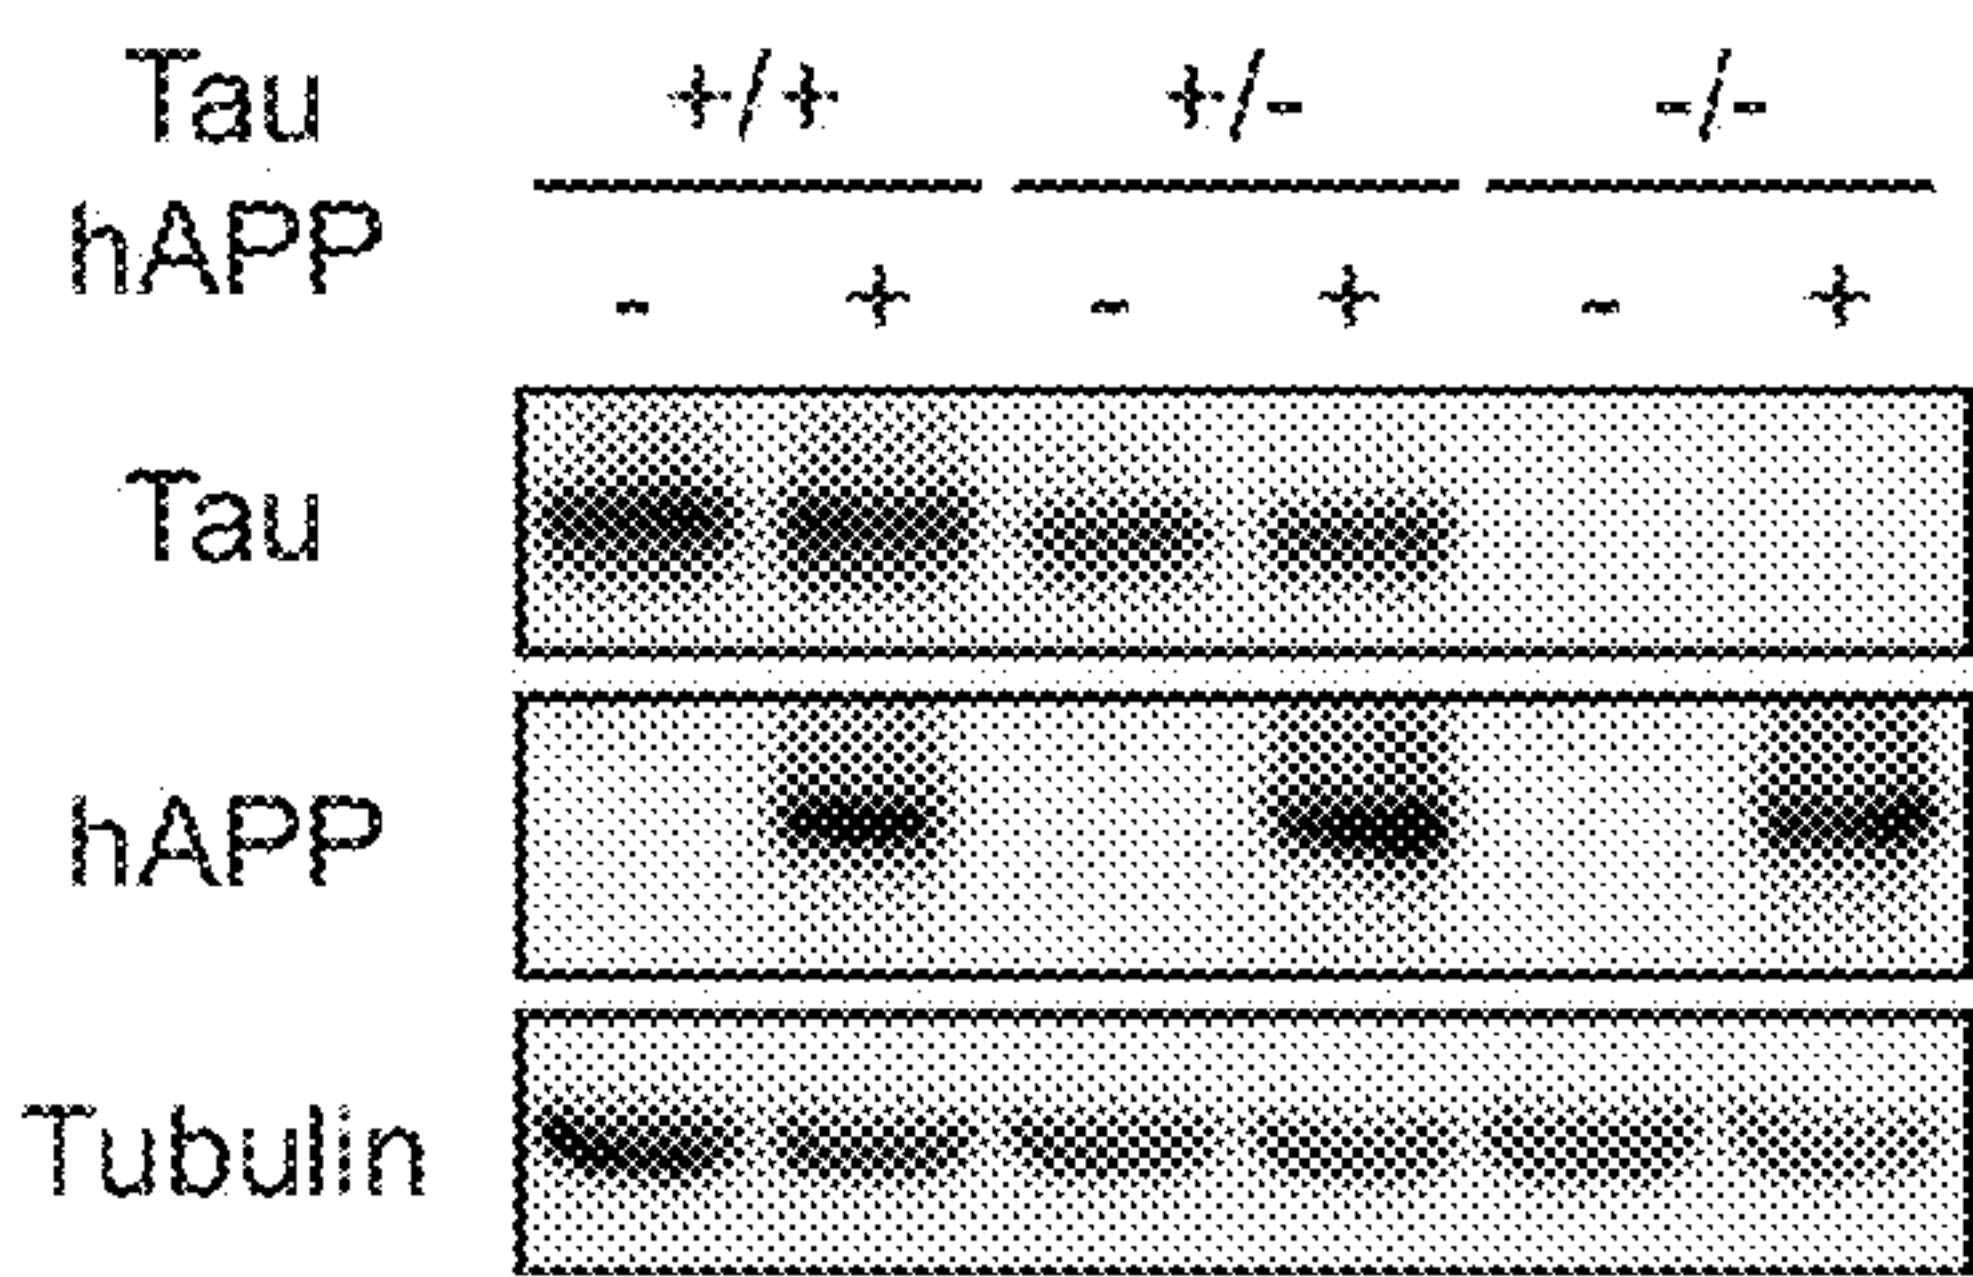 Tau +/+ +/- -/-
hAPP - + - + - +
Tau
hAPP
Tubulin